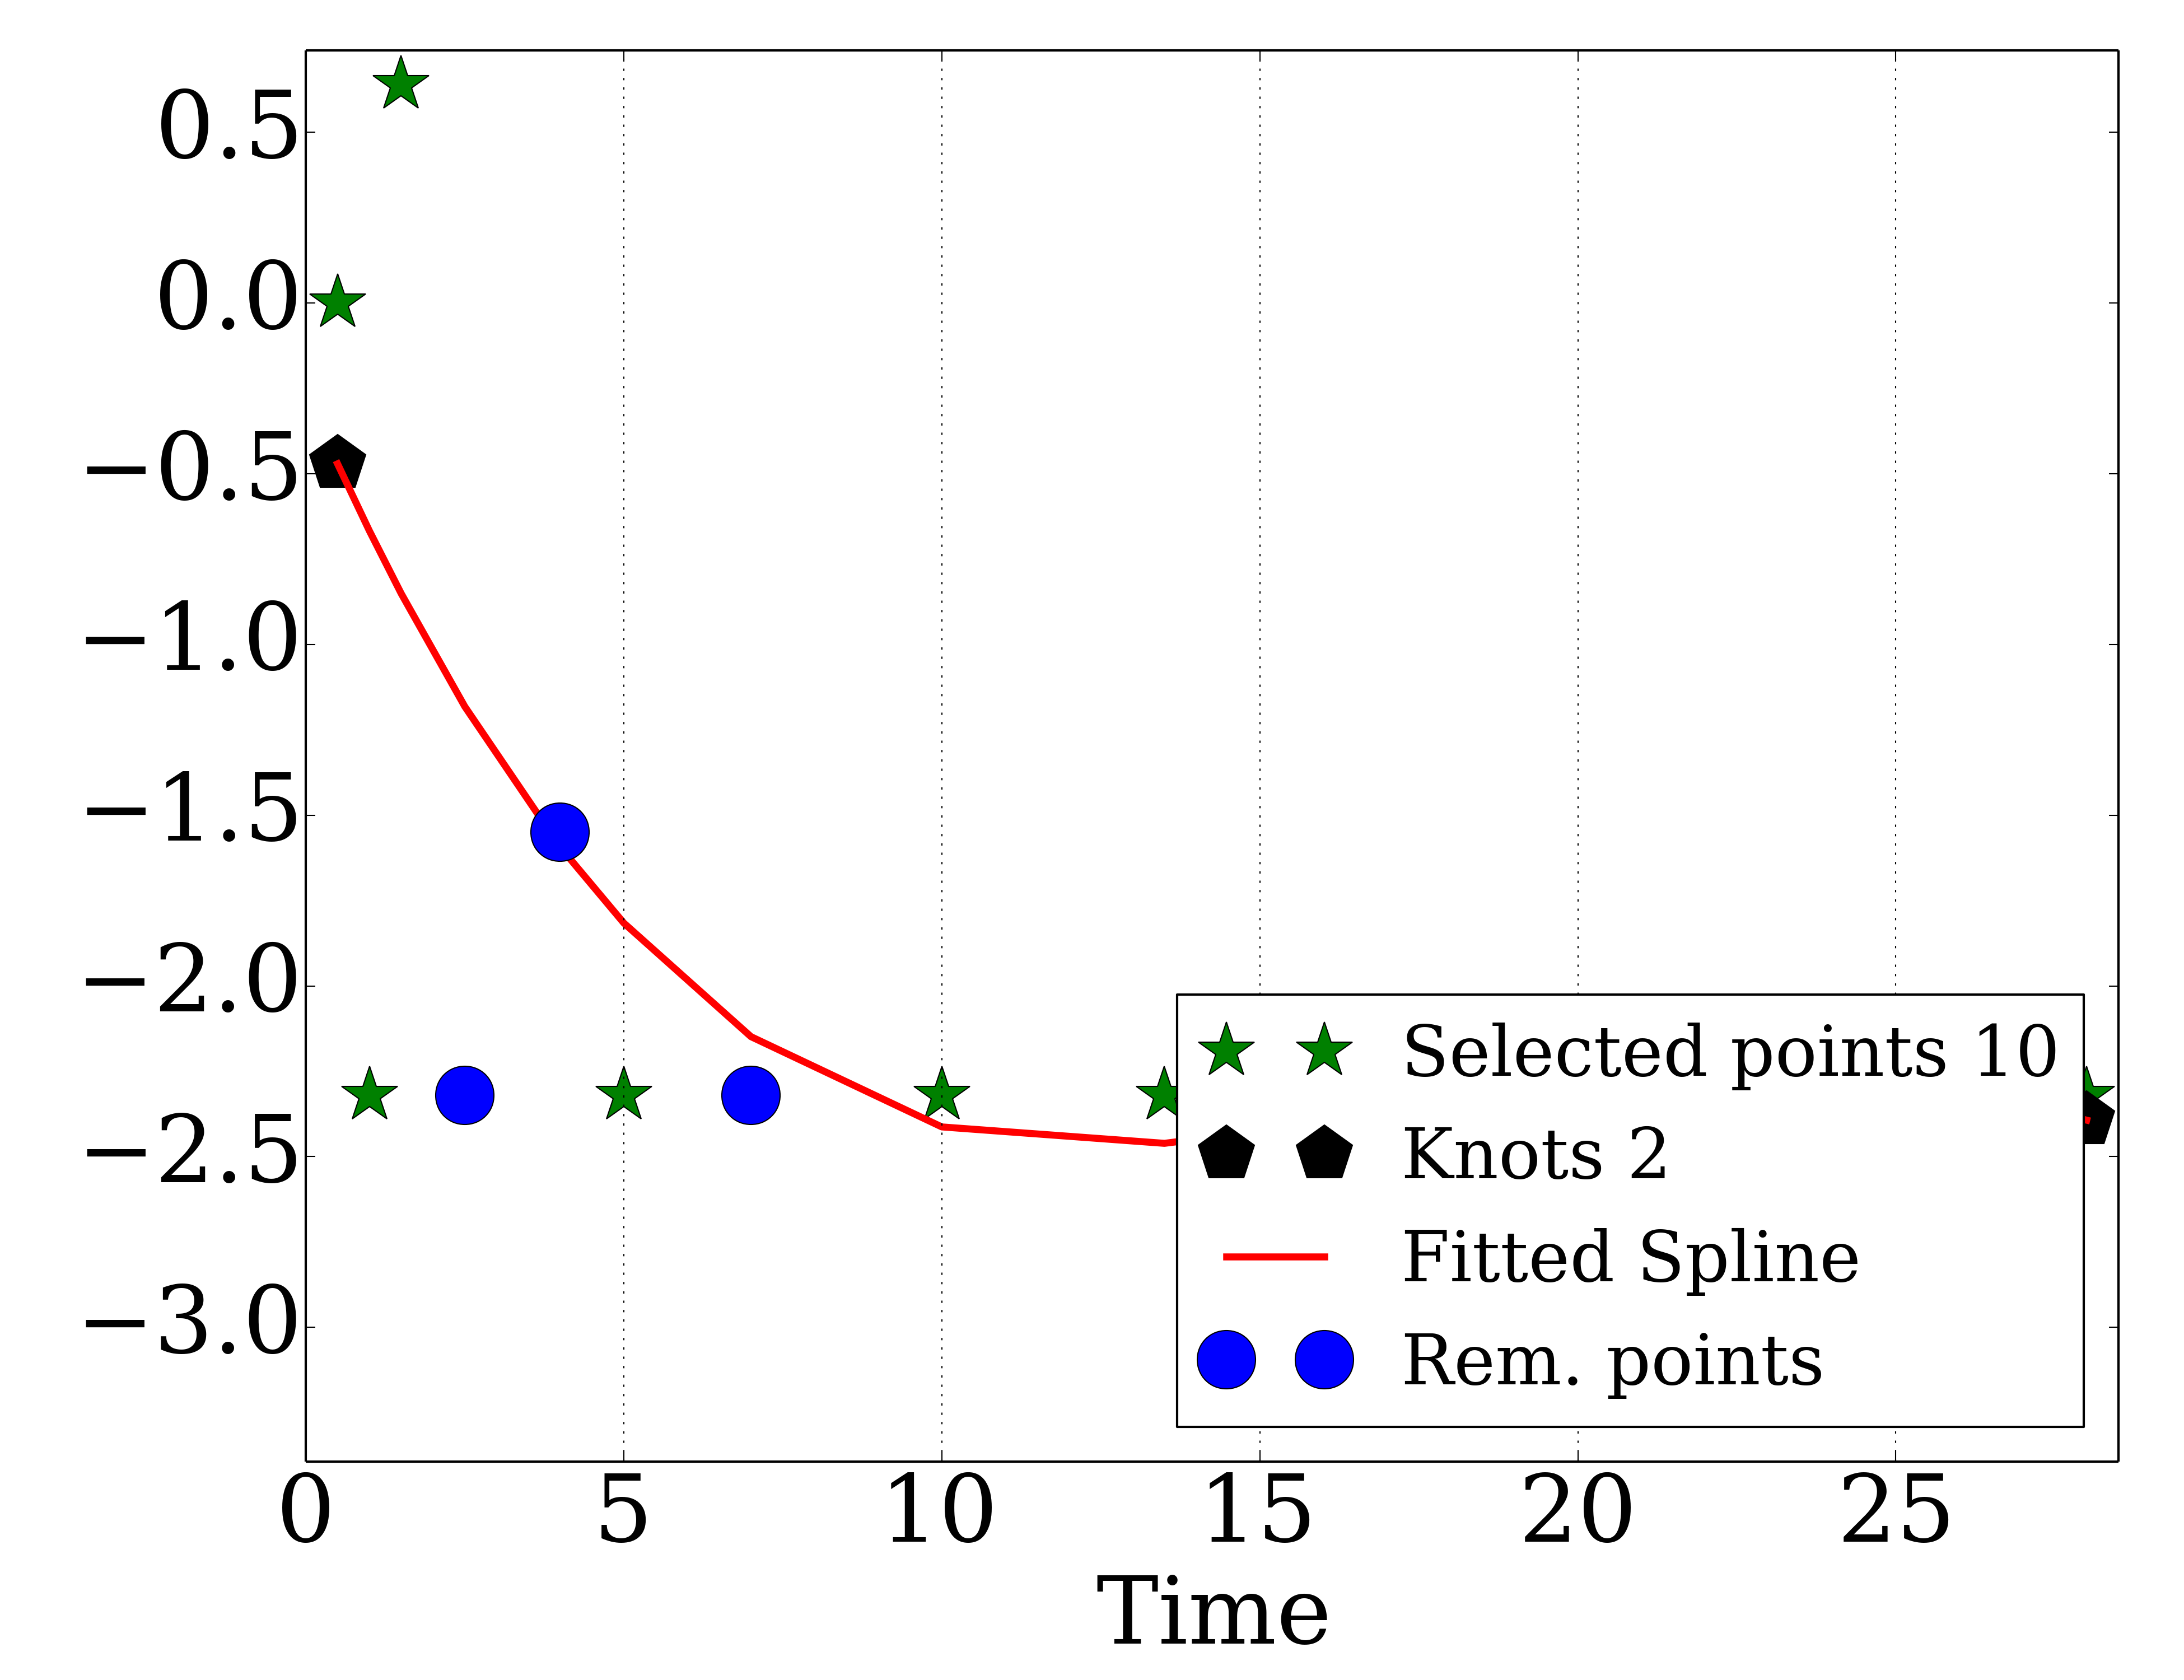 0.5
0.0
−0.5
−1.0
−1.5
−2.0
−2.5
−3.0
Selected points 10
Knots 2
Fitted Spline
Rem. points
0 5 10 15 20 25
Time